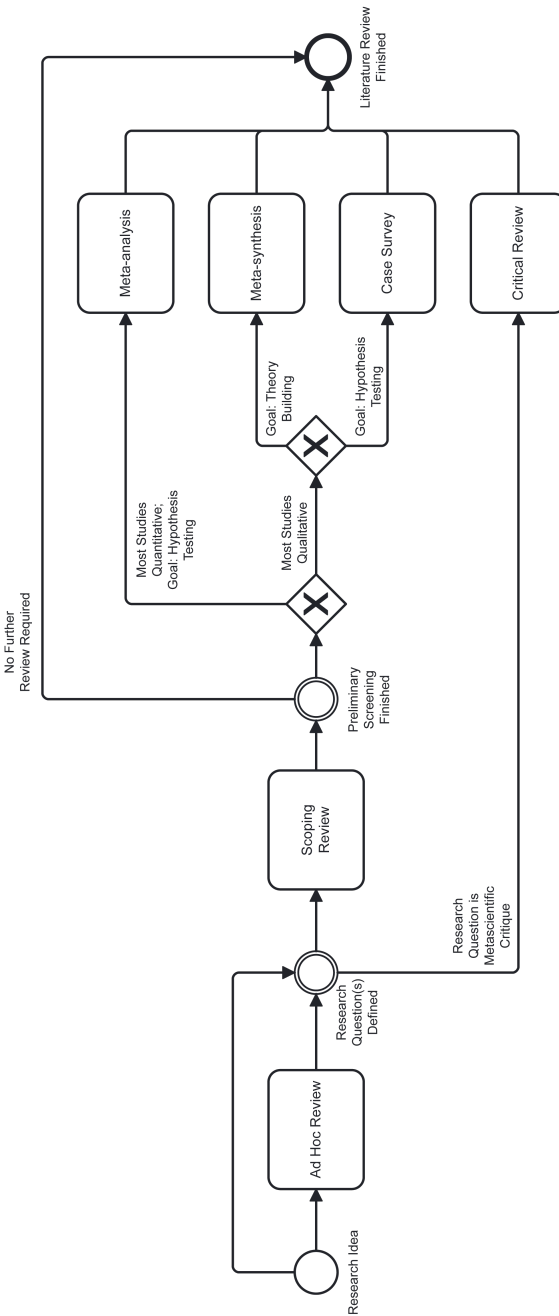 Research Idea
Ad Hoc Review
Research
Question(s)
Defined
Scoping
Review
Research
Question is
Metascientific
Critique
Preliminary
Screening
Finished
No Further
Review Required
X
Most Studies
Quantitative;
Goal: Hypothesis
Testing
Most Studies
Qualitative
X
Goal: Theory
Building
Goal: Hypothesis
Testing
Meta-analysis
Meta-synthesis
Case Survey
Critical Review
Literature Review
Finished